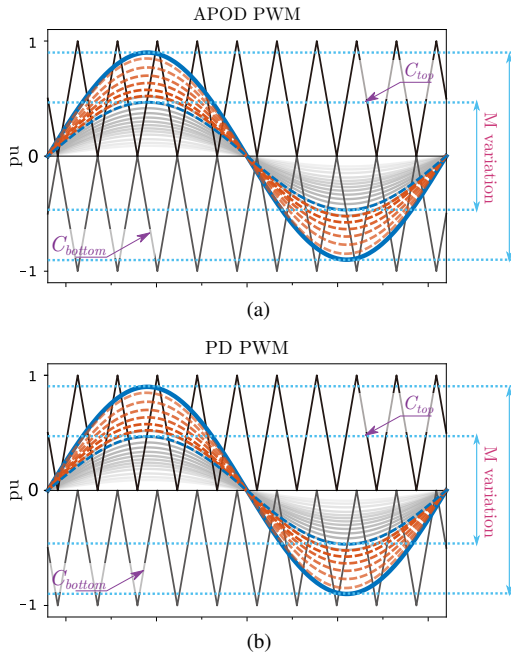 APOD PWM
1
C_top
pu
0
M variation
C_bottom
-1
(a)
PD PWM
1
C_top
pu
0
M variation
C_bottom
-1
(b)